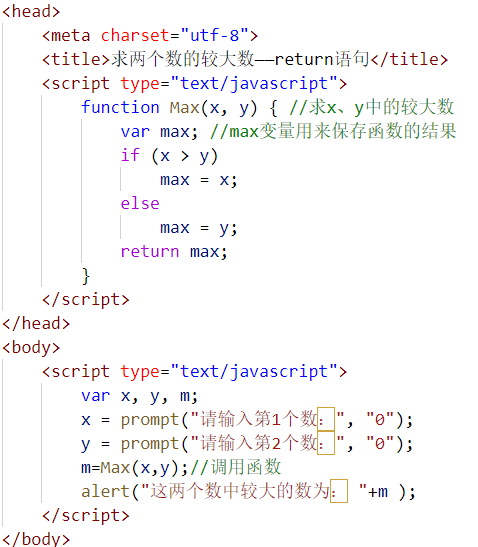 <head>
<meta charset="utf-8">
<title>求两个数的较大数——return语句</title>
<script type="text/javascript">
function Max(x, y) { //求x、y中的较大数
var max; //max变量用来保存函数的结果
if (x > y)
max = x;
else
max = y;
return max;
}
</script>
</head>
<body>
<script type="text/javascript">
var x, y, m;
x = prompt("请输入第1个数：", "0");
y = prompt("请输入第2个数：", "0");
m=Max(x,y);//调用函数
alert("这两个数中较大的数为： "+m );
</script>
</body>